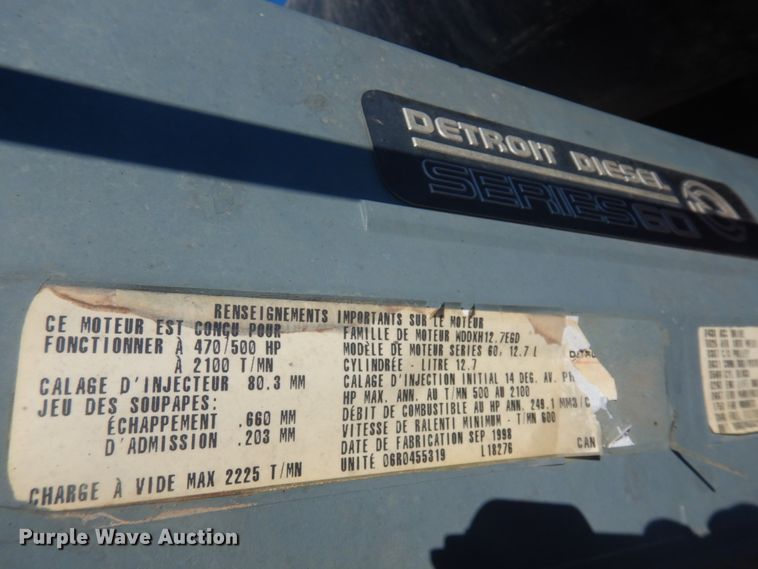 DETROIT DIESEL
SERIES 60
RENSEIGNEMENTS IMPORTANTS SUR LE MOTEUR
CE MOTEUR EST CONÇU POUR
FONCTIONNER À 470/500 HP
À 2100 T/MN
CALAGE D'INJECTEUR 80.3 MM
JEU DES SOUPAPES:
ÉCHAPPEMENT .660 MM
D'ADMISSION .203 MM
CHARGE À VIDE MAX 2225 T/MN
FAMILLE DE MOTEUR WDDXH12.7EGD
MODÈLE DE MOTEUR SERIES 60, 12.7 L
CYLINDRÉE - LITRE 12.7
CALAGE D'INJECTION INITIAL 14 DEG. AV. PH
HP MAX. ANN. AU T/MN 500 AU 2100
DÉBIT DE COMBUSTIBLE AU HP ANN. 249.1 MM3/C
VITESSE DE RALENTI MINIMUM - T/MN 600
DATE DE FABRICATION SEP 1998
UNITÉ 06R0455319 L18276 CAN
Purple Wave Auction